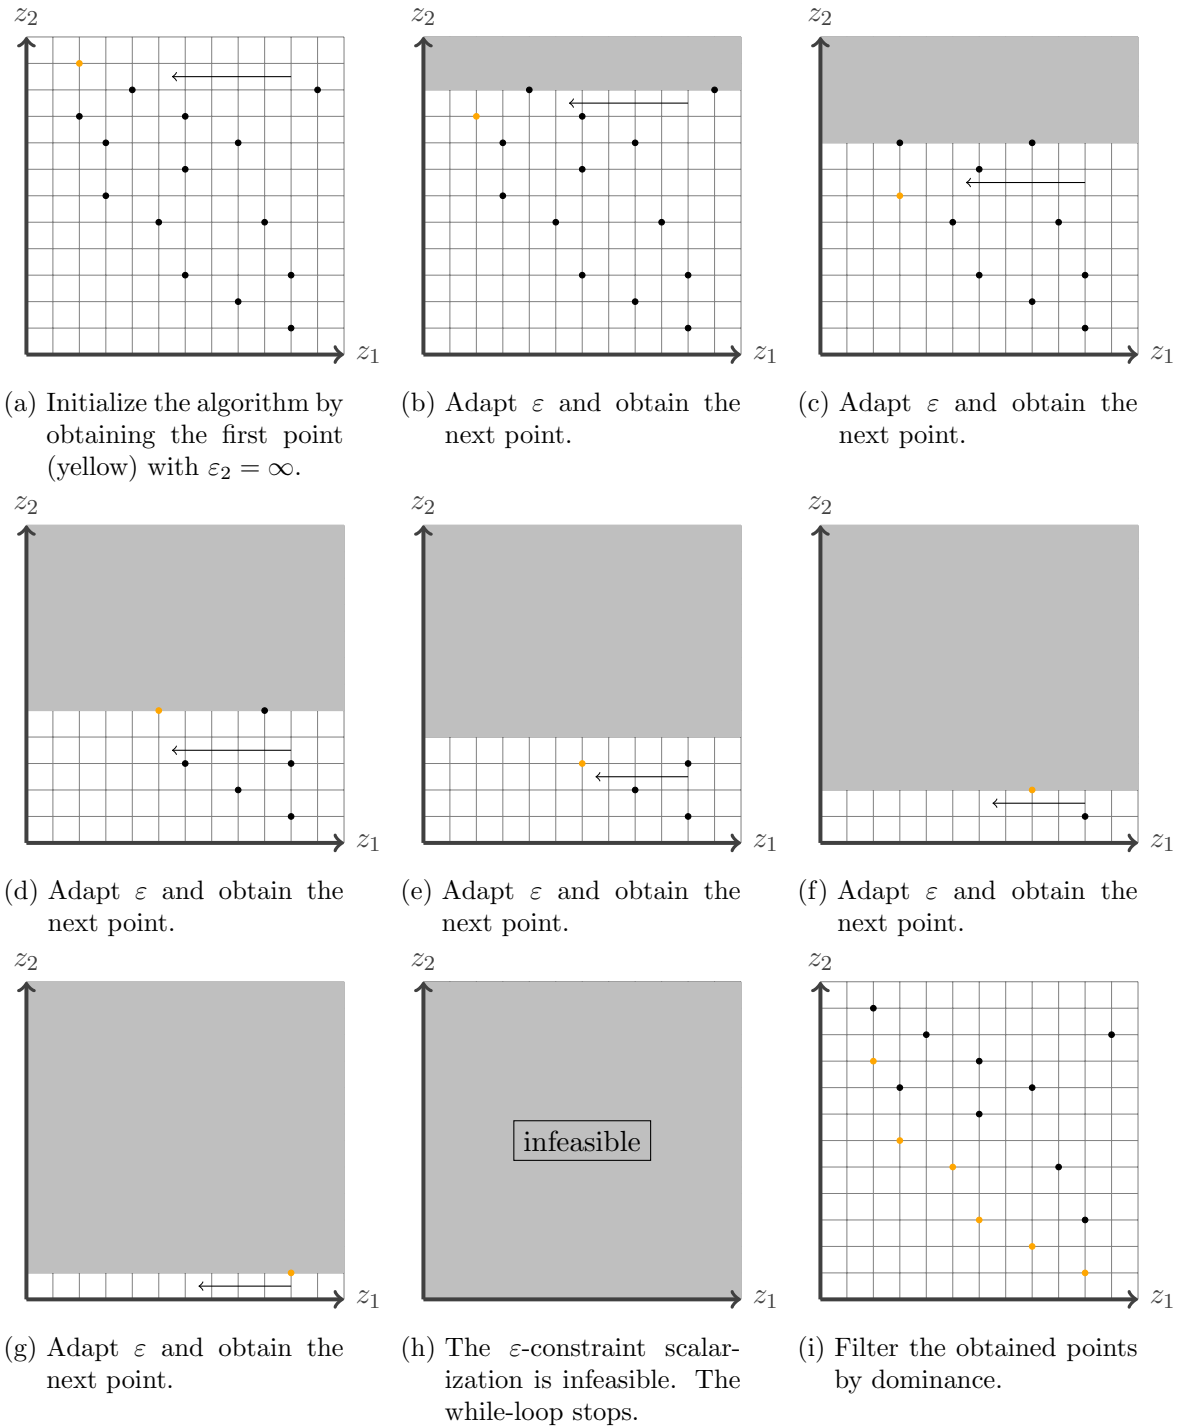 z₂
z₂
z₂
z₁
z₁
z₁
(a) Initialize the algorithm by
obtaining the first point
(yellow) with ε₂ = ∞.
(b) Adapt ε and obtain the
next point.
(c) Adapt ε and obtain the
next point.
z₂
z₂
z₂
z₁
z₁
z₁
(d) Adapt ε and obtain the
next point.
(e) Adapt ε and obtain the
next point.
(f) Adapt ε and obtain the
next point.
z₂
z₂
z₂
infeasible
z₁
z₁
z₁
(g) Adapt ε and obtain the
next point.
(h) The ε-constraint scalar-
ization is infeasible. The
while-loop stops.
(i) Filter the obtained points
by dominance.